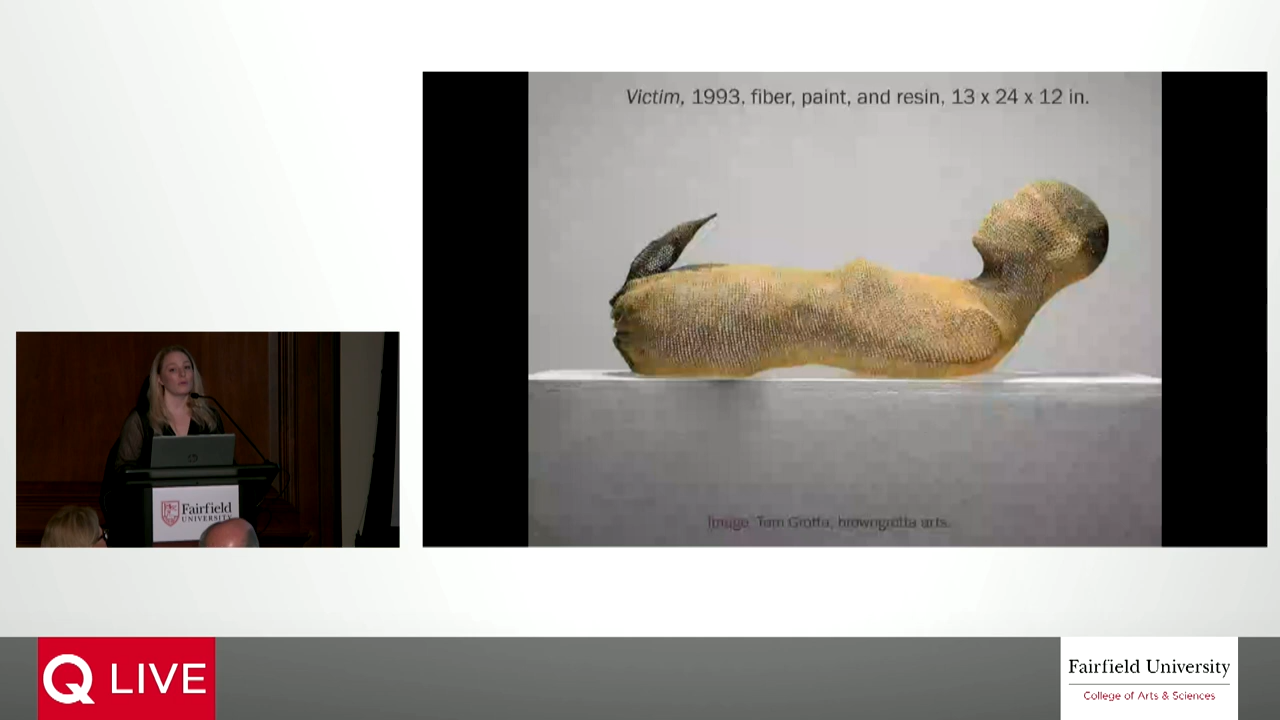 Victim, 1993, fiber, paint, and resin, 13 x 24 x 12 in.
Image: Tom Grotta, browngrotta arts.
Fairfield
UNIVERSITY
Q LIVE
Fairfield University
College of Arts & Sciences